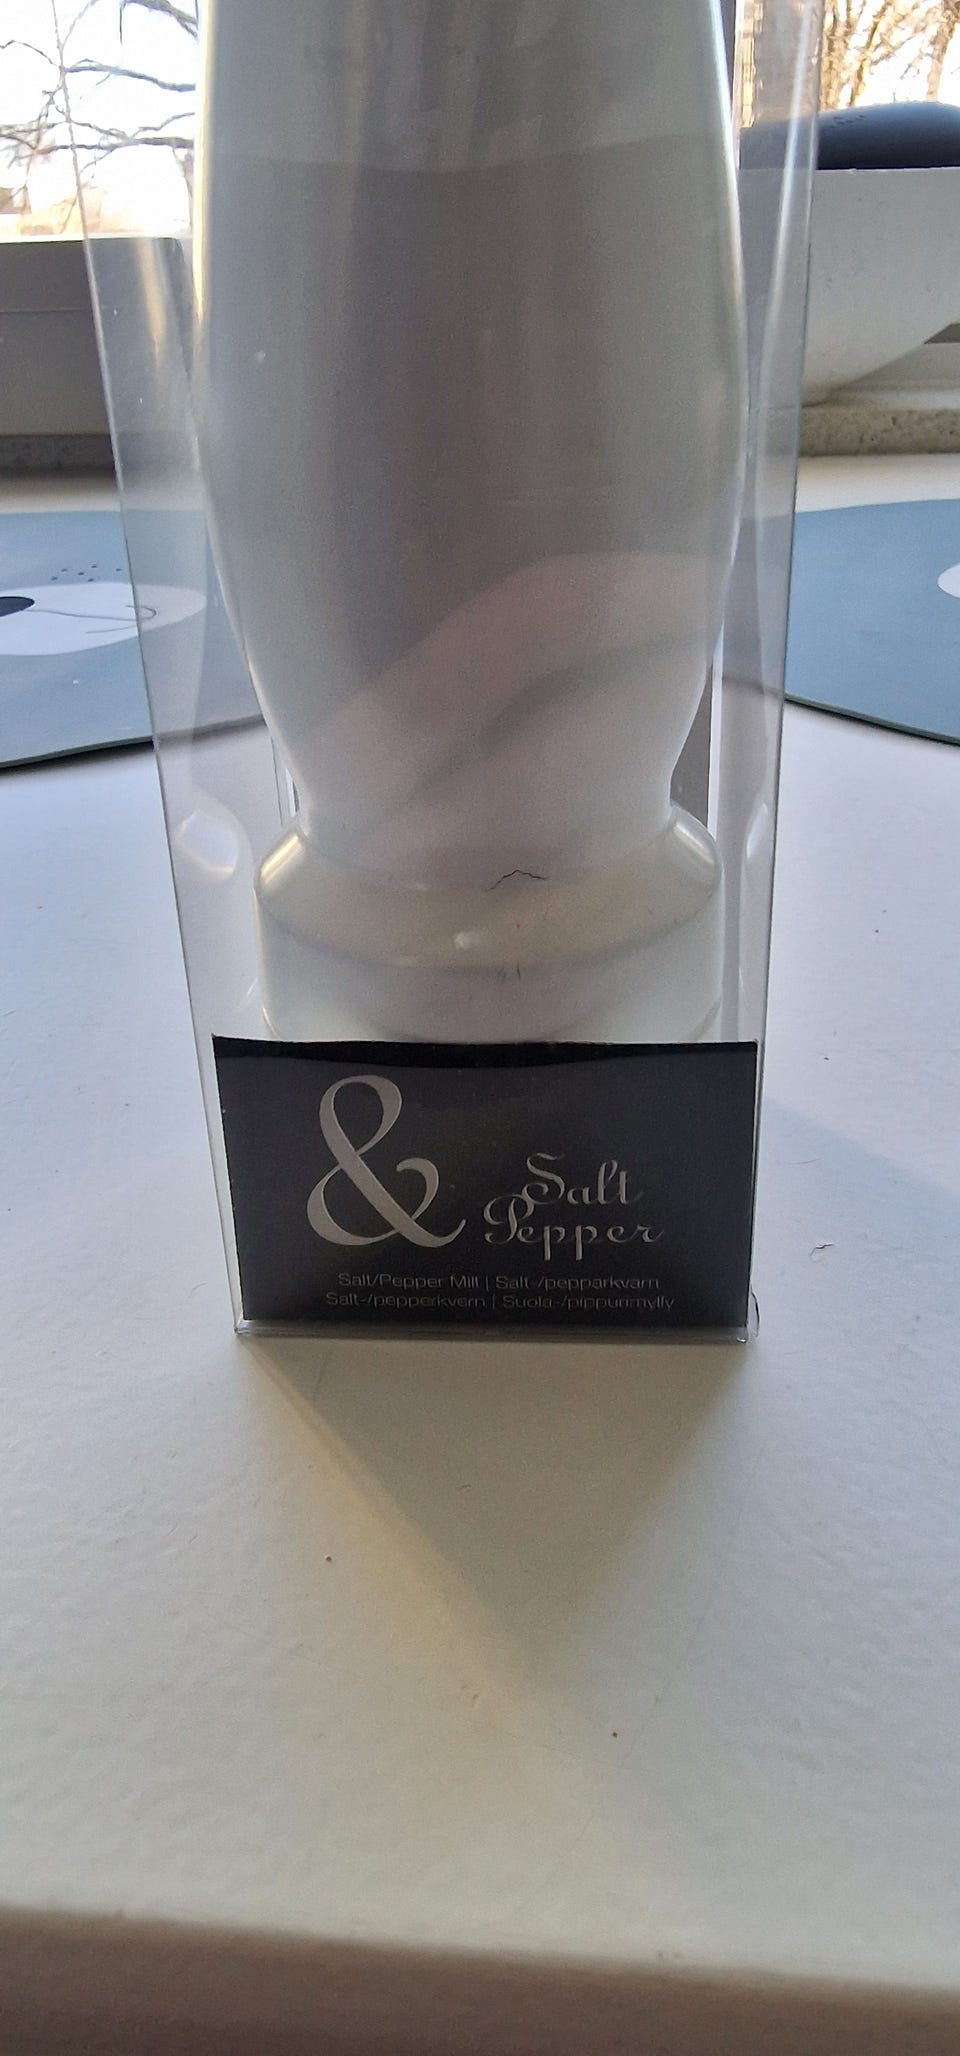 &
Salt
Pepper
Salt/Pepper Mill | Salt-/pepparkvarn
Salt-/pepperkvern | Suola-/pippurimylly